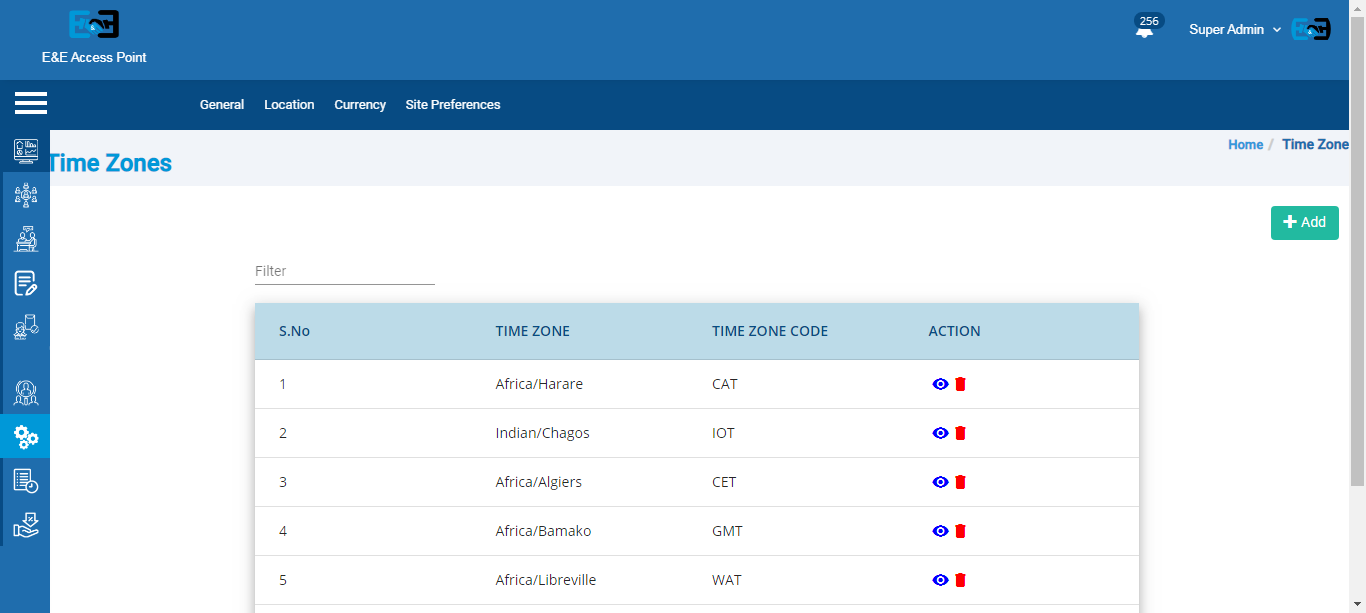 E&E
256
Super Admin
E&E
E&E Access Point
General Location Currency Site Preferences
Home / Time Zone
Time Zones
+ Add
Filter
S.No TIME ZONE TIME ZONE CODE ACTION
1 Africa/Harare CAT
2 Indian/Chagos IOT
3 Africa/Algiers CET
4 Africa/Bamako GMT
5 Africa/Libreville WAT